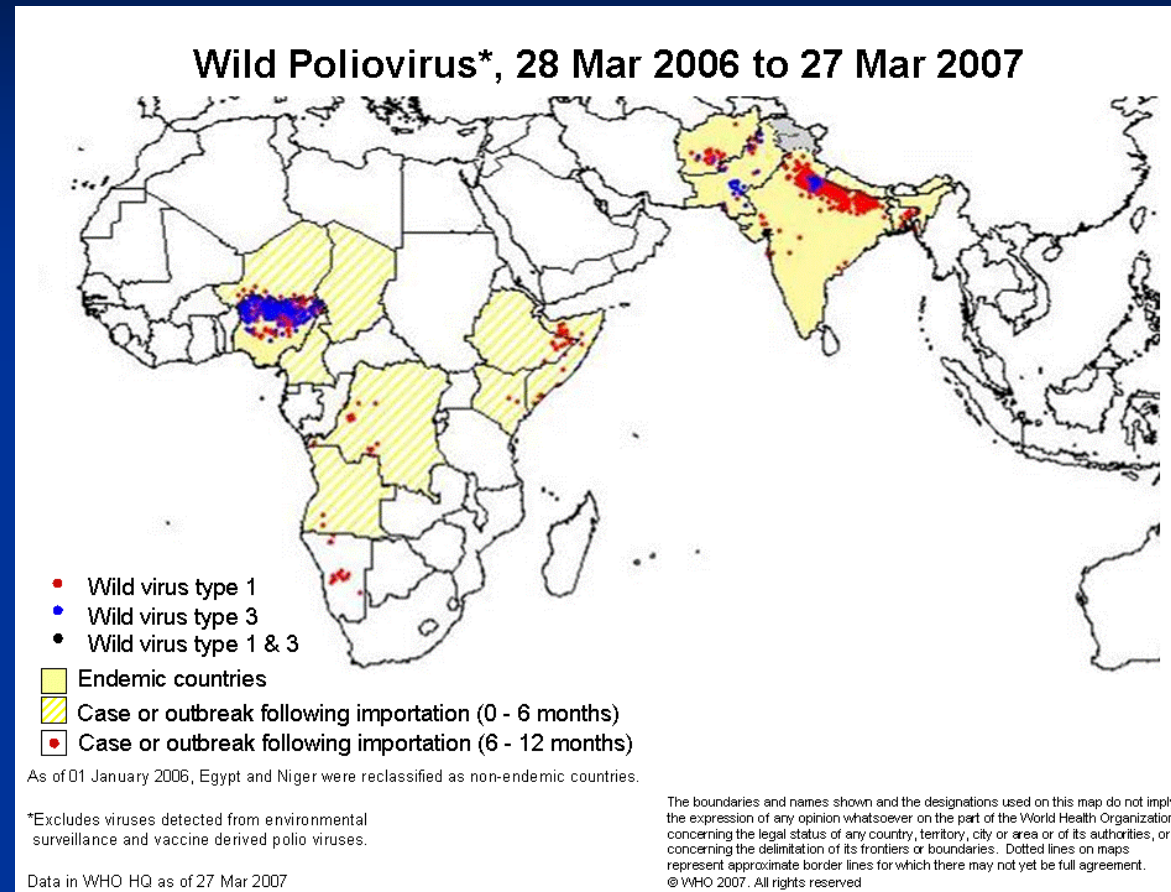 Wild Poliovirus*, 28 Mar 2006 to 27 Mar 2007
Wild virus type 1
Wild virus type 3
Wild virus type 1 & 3
Endemic countries
Case or outbreak following importation (0 - 6 months)
Case or outbreak following importation (6 - 12 months)
As of 01 January 2006, Egypt and Niger were reclassified as non-endemic countries.
*Excludes viruses detected from environmental
surveillance and vaccine derived polio viruses.
Data in WHO HQ as of 27 Mar 2007
The boundaries and names shown and the designations used on this map do not imply
the expression of any opinion whatsoever on the part of the World Health Organization
concerning the legal status of any country, territory, city or area or of its authorities, or
concerning the delimitation of its frontiers or boundaries. Dotted lines on maps
represent approximate border lines for which there may not yet be full agreement.
© WHO 2007. All rights reserved